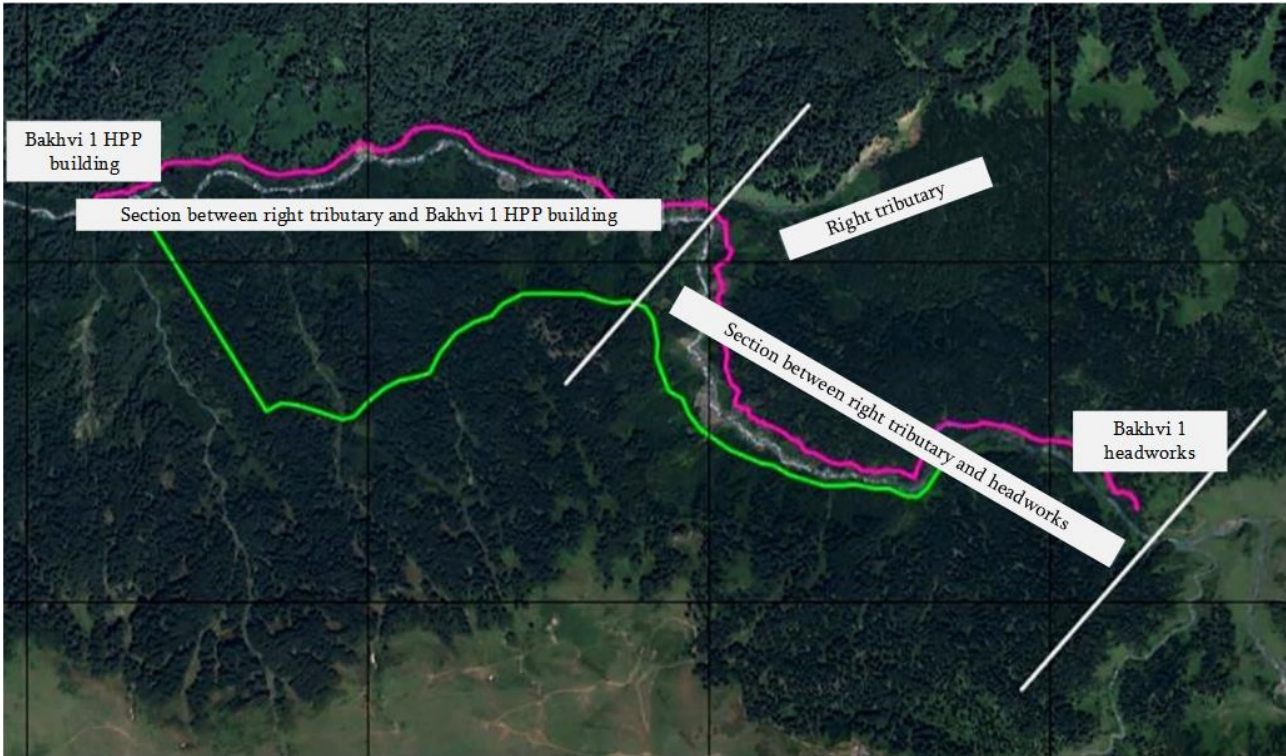 Bakhvi 1 HPP
building
Section between right tributary and Bakhvi 1 HPP building
Right tributary
Section between right tributary and headworks
Bakhvi 1
headworks